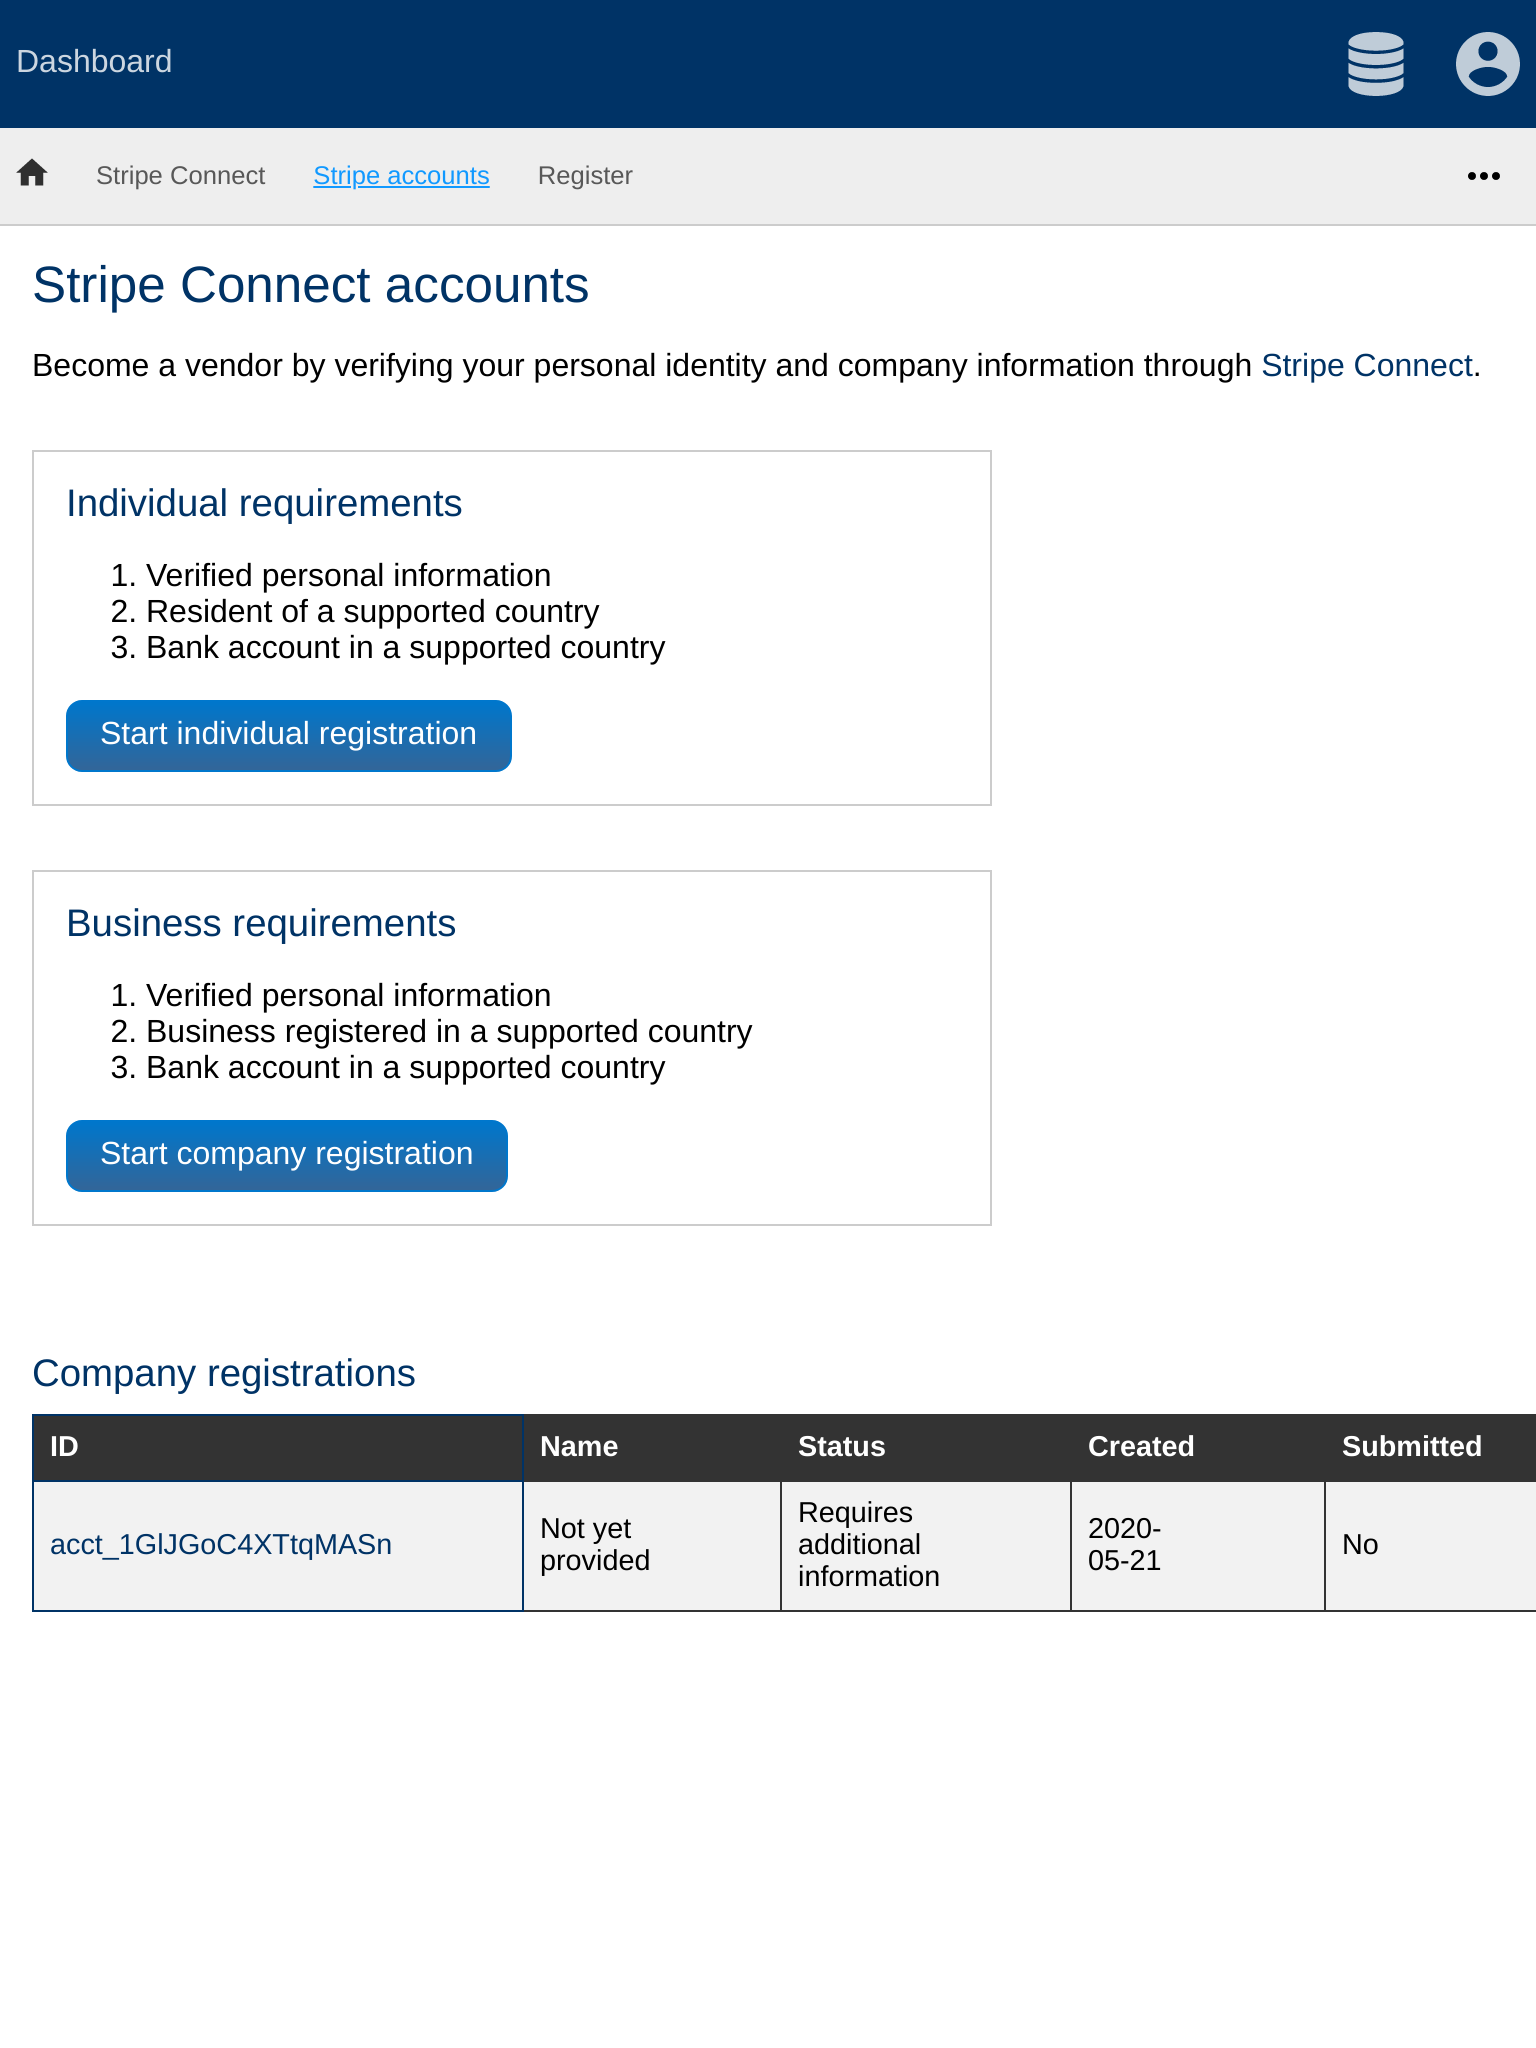 Dashboard
Stripe Connect Stripe accounts Register
Stripe Connect accounts
Become a vendor by verifying your personal identity and company information through Stripe Connect.
Individual requirements
1. Verified personal information
2. Resident of a supported country
3. Bank account in a supported country
Start individual registration
Business requirements
1. Verified personal information
2. Business registered in a supported country
3. Bank account in a supported country
Start company registration
Company registrations
ID Name Status Created Submitted
acct_1GlJGoC4XTtqMASn
Not yet
provided
Requires
additional
information
2020-
05-21
No